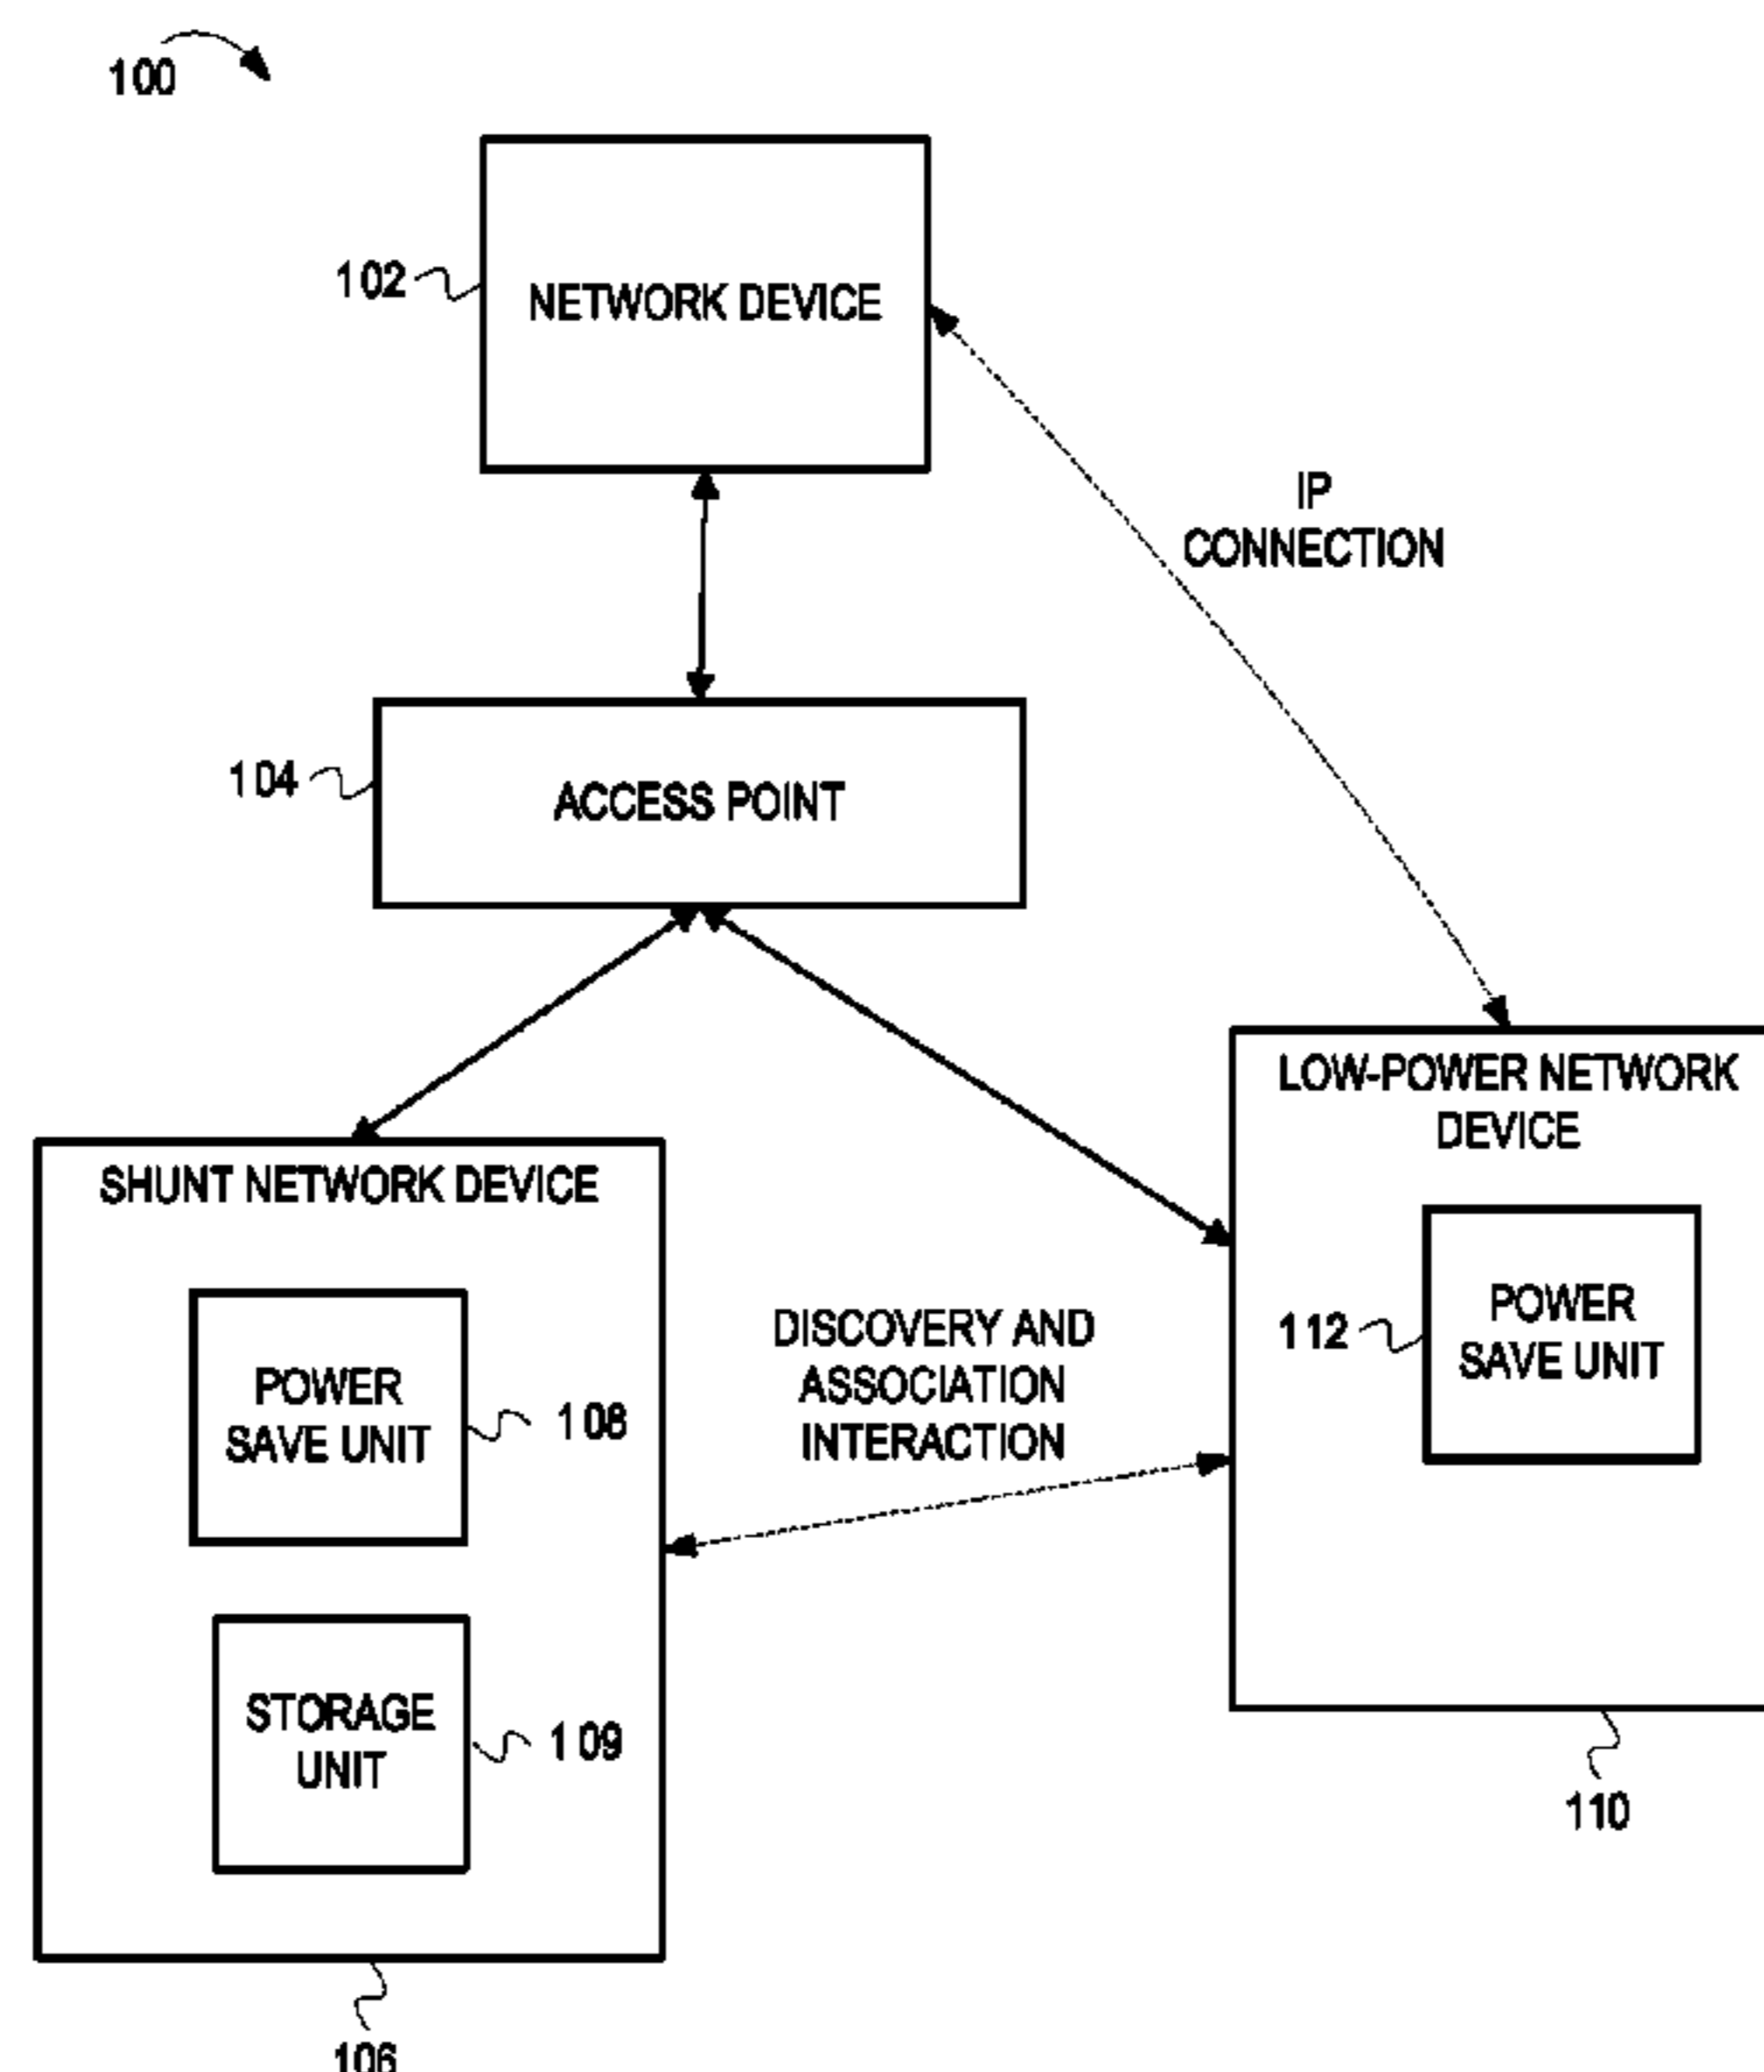 100
102
NETWORK DEVICE
IP
CONNECTION
104
ACCESS POINT
LOW-POWER NETWORK
DEVICE
SHUNT NETWORK DEVICE
POWER
SAVE UNIT
112
DISCOVERY AND
ASSOCIATION
INTERACTION
POWER
SAVE UNIT
108
STORAGE
UNIT
109
110
106